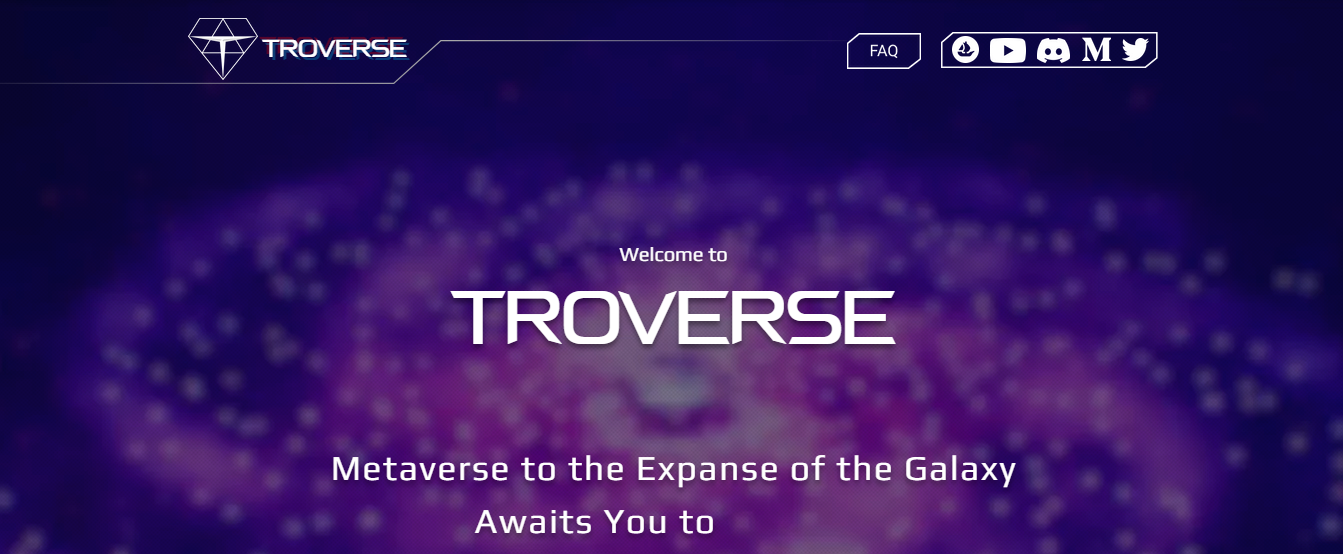 TROVERSE
FAQ
Welcome to
TROVERSE
Metaverse to the Expanse of the Galaxy
Awaits You to